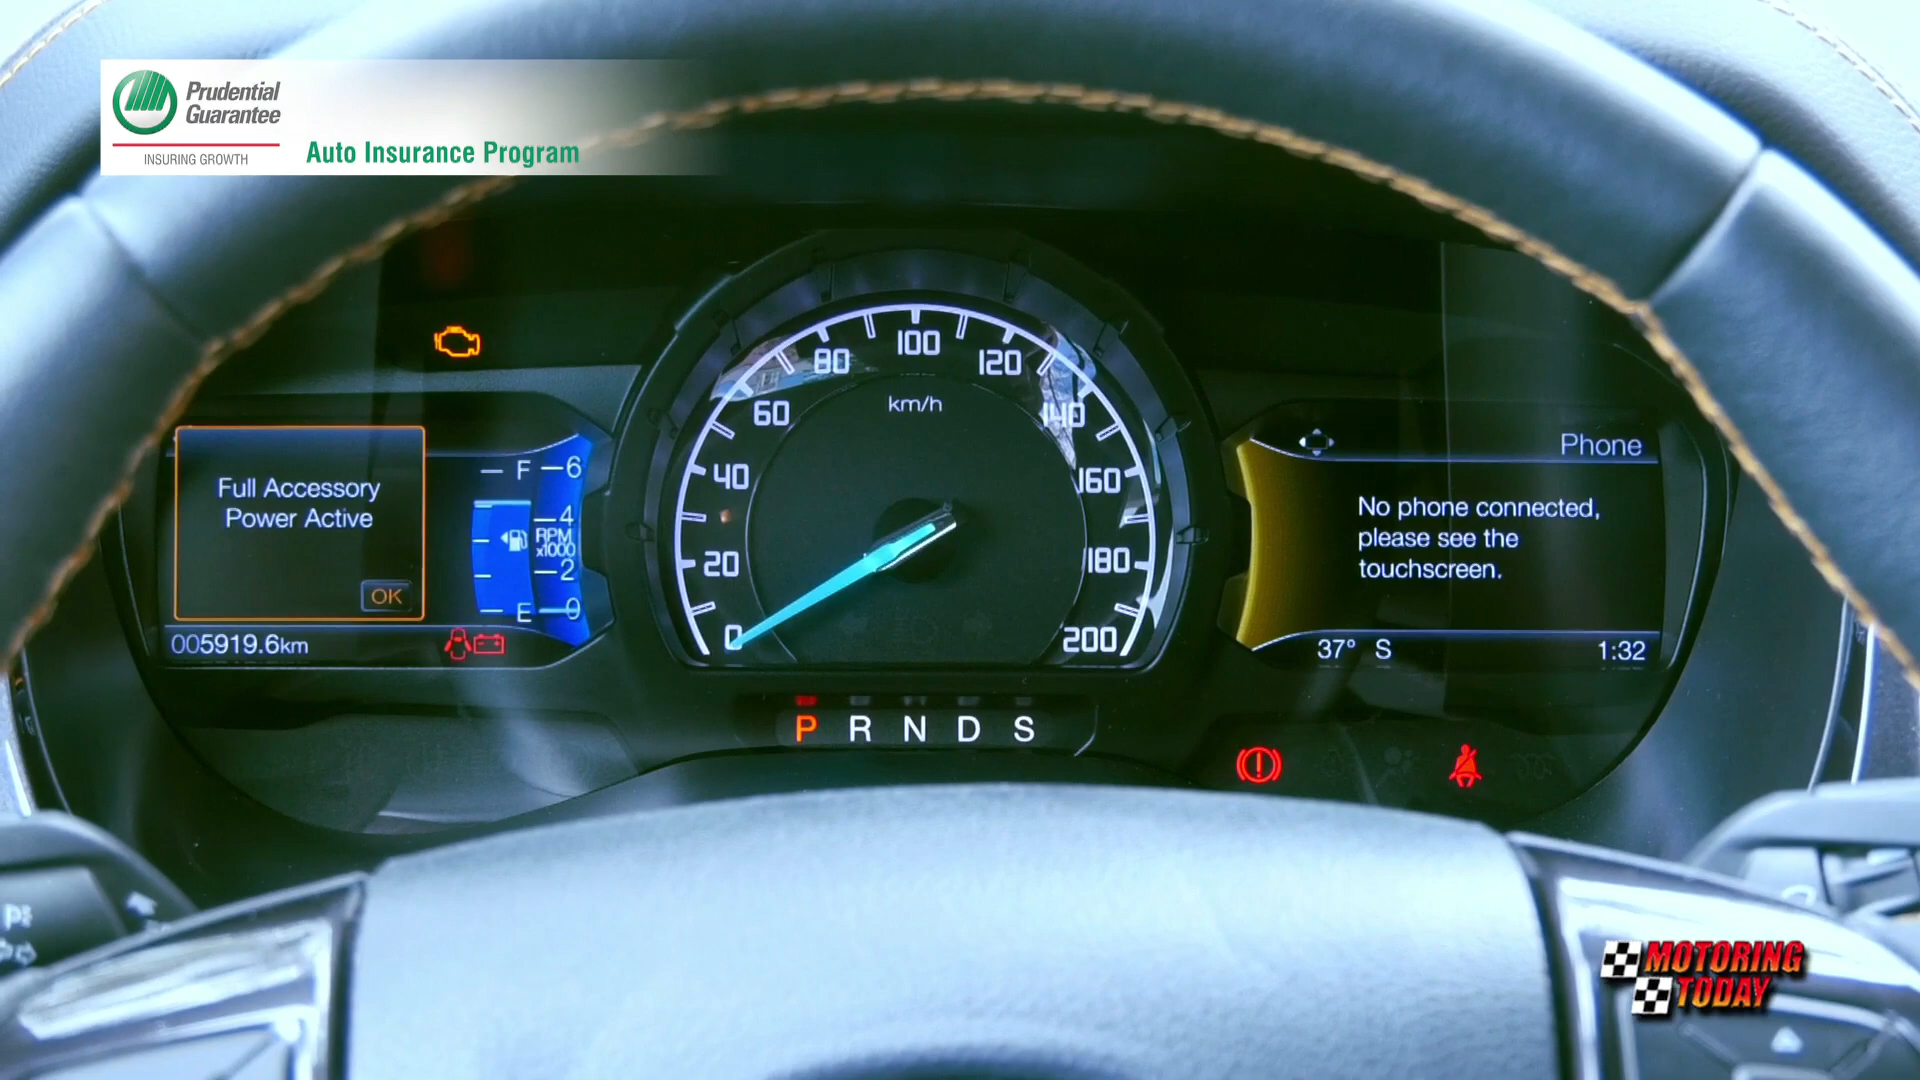 Prudential
Guarantee
INSURING GROWTH
Auto Insurance Program
Full Accessory
Power Active
OK
F
E
6
4
RPM
x1000
2
0
005919.6km
0
20
40
60
80
100
120
140
160
180
200
km/h
Phone
No phone connected,
please see the
touchscreen.
37° S
1:32
P R N D S
MOTORING
TODAY